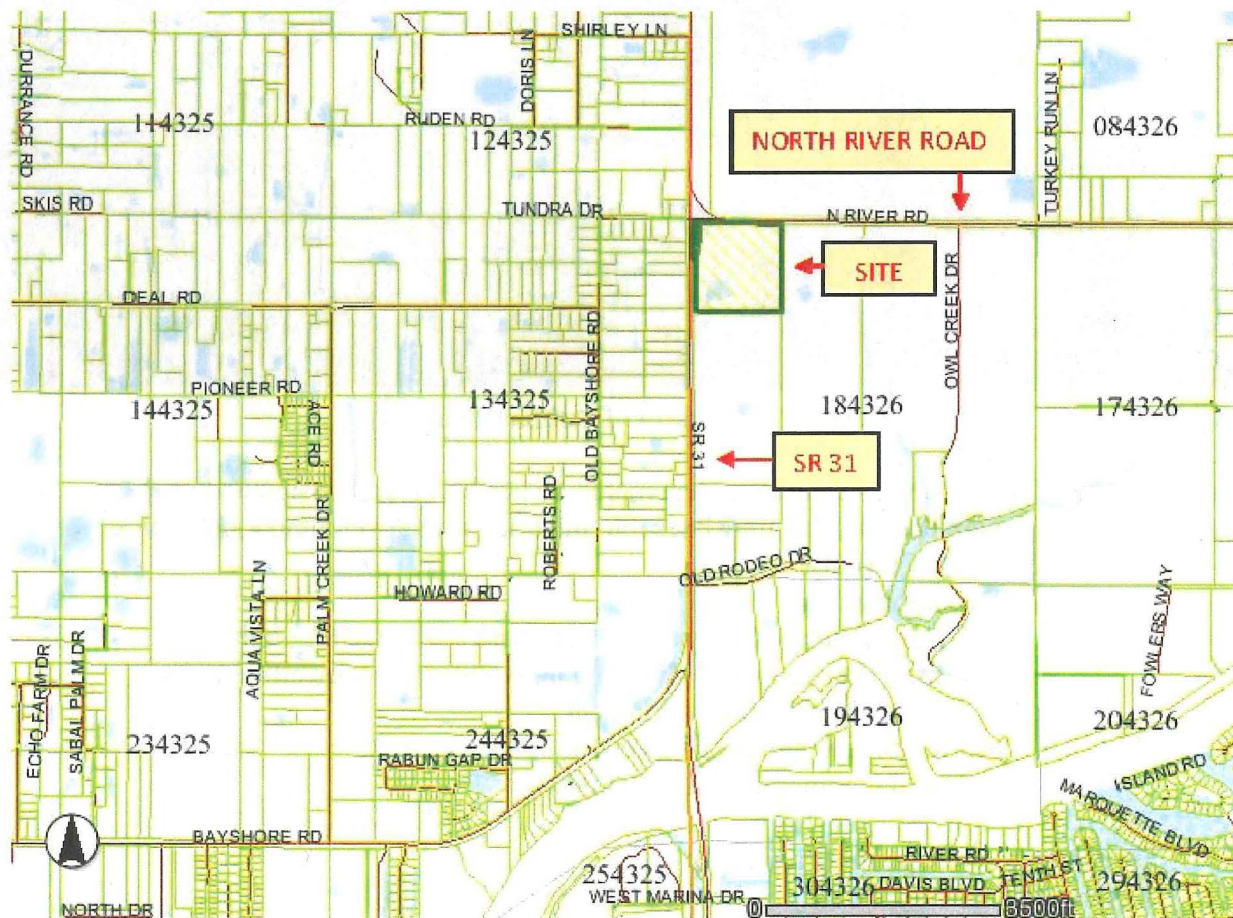 SHIRLEY LN
DURRANCE RD
DORIS LN
TURKEY RUN LN
114325
RUDEN RD
124325
NORTH RIVER ROAD
084326
SKIS RD
TUNDRA DR
N RIVER RD
SITE
DEAL RD
OLD BAYSHORE RD
OWL CREEK DR
PIONEER RD
144325
ACE RD
134325
184326
174326
SR 31
SR 31
PALM CREEK DR
ROBERTS RD
OLD RODEO DR
AQUA VISTA LN
HOWARD RD
FOWLERS WAY
ECHO FARM DR
SABAL PALM DR
234325
244325
194326
204326
RABUN GAP DR
ISLAND RD
MARQUETTE BLVD
BAYSHORE RD
RIVER RD
TENTH ST
254325
304326
DAVIS BLVD
294326
WEST MARINA DR
NORTH DR
0
3500ft